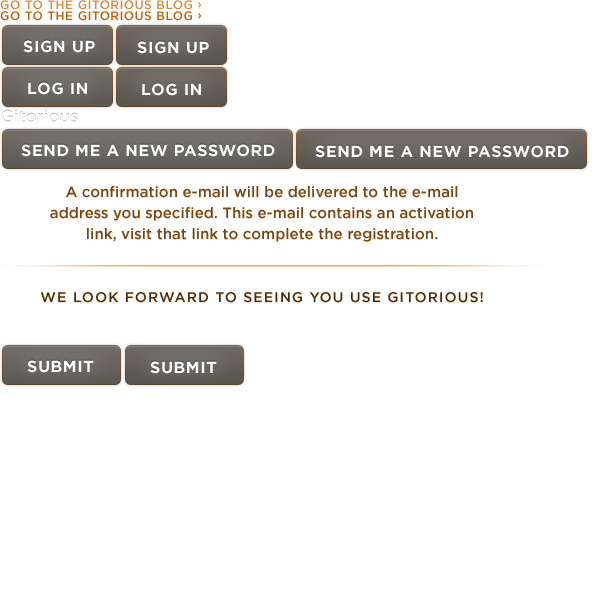 GO TO THE GITORIOUS BLOG ›
GO TO THE GITORIOUS BLOG ›
SIGN UP SIGN UP
LOG IN LOG IN
Gitorious
SEND ME A NEW PASSWORD SEND ME A NEW PASSWORD
A confirmation e-mail will be delivered to the e-mail
address you specified. This e-mail contains an activation
link, visit that link to complete the registration.
WE LOOK FORWARD TO SEEING YOU USE GITORIOUS!
SUBMIT SUBMIT